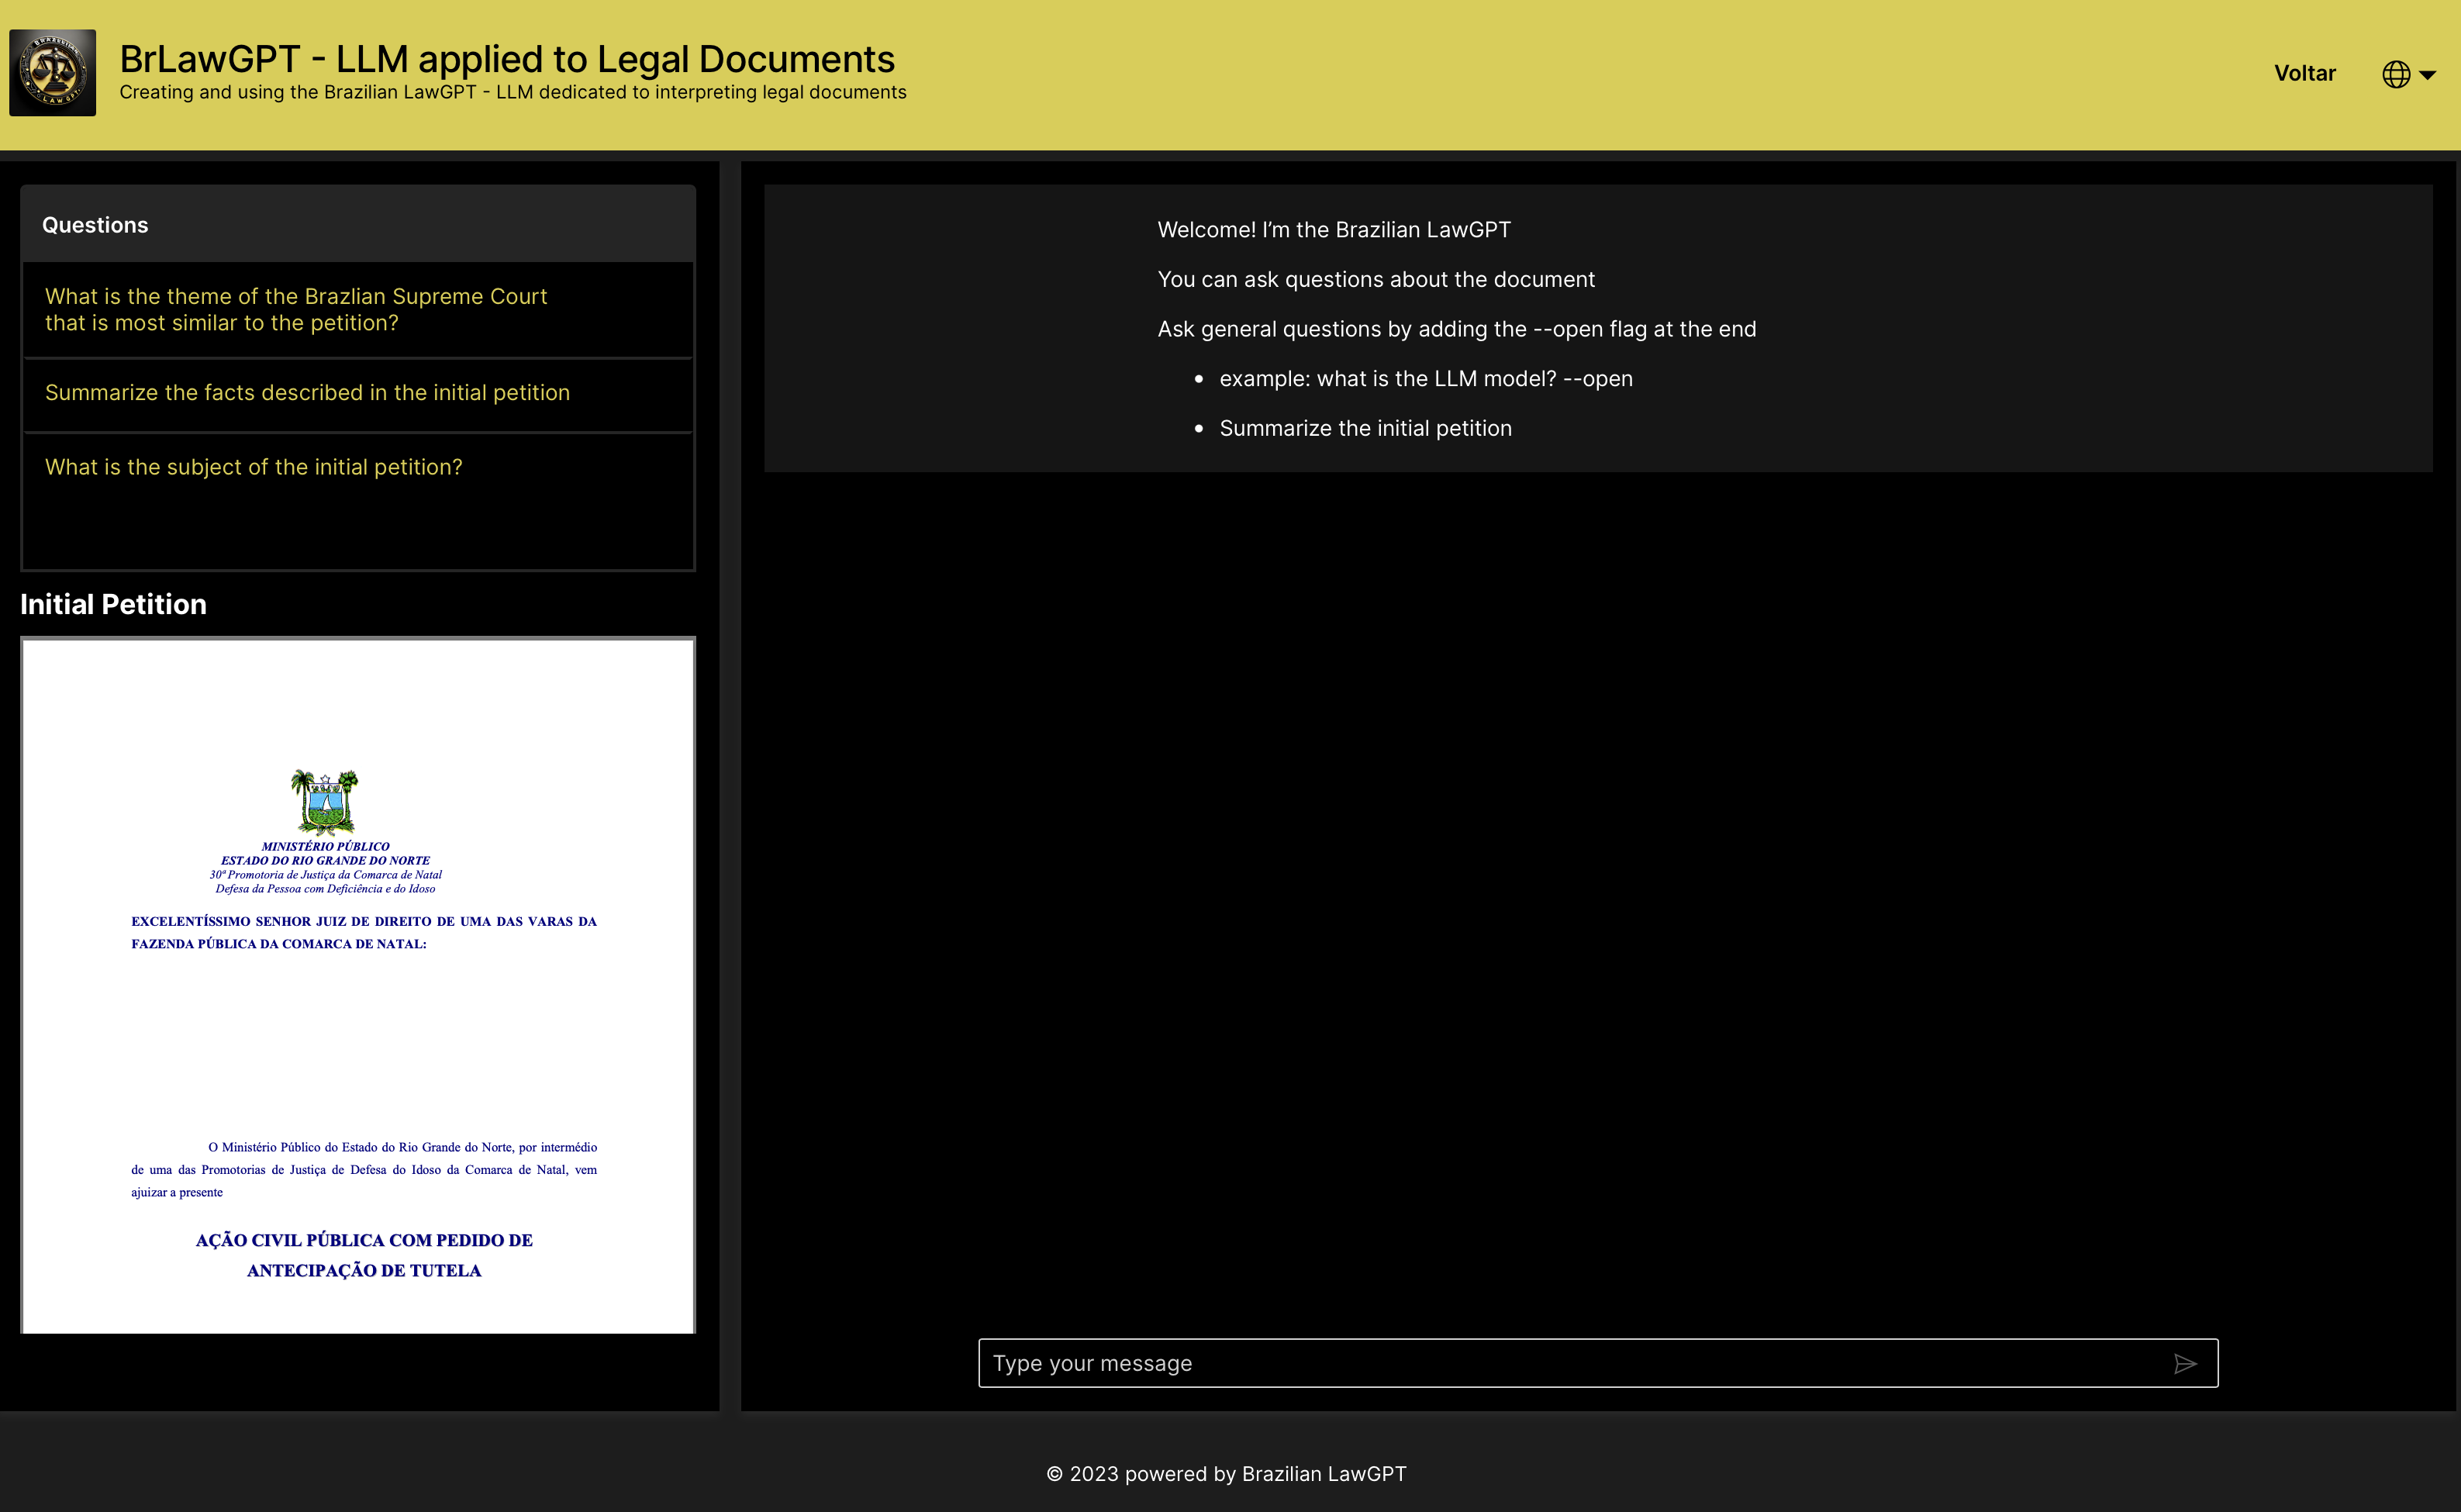 BRAZILIAN
LAW GPT
BrLawGPT - LLM applied to Legal Documents
Creating and using the Brazilian LawGPT - LLM dedicated to interpreting legal documents
Voltar
Questions
What is the theme of the Brazlian Supreme Court
that is most similar to the petition?
Summarize the facts described in the initial petition
What is the subject of the initial petition?
Initial Petition
MINISTÉRIO PÚBLICO
ESTADO DO RIO GRANDE DO NORTE
30ª Promotoria de Justiça da Comarca de Natal
Defesa da Pessoa com Deficiência e do Idoso
EXCELENTÍSSIMO SENHOR JUIZ DE DIREITO DE UMA DAS VARAS DA
FAZENDA PÚBLICA DA COMARCA DE NATAL:
O Ministério Público do Estado do Rio Grande do Norte, por intermédio
de uma das Promotorias de Justiça de Defesa do Idoso da Comarca de Natal, vem
ajuizar a presente
AÇÃO CIVIL PÚBLICA COM PEDIDO DE
ANTECIPAÇÃO DE TUTELA
Welcome! I’m the Brazilian LawGPT
You can ask questions about the document
Ask general questions by adding the --open flag at the end
• example: what is the LLM model? --open
• Summarize the initial petition
Type your message
© 2023 powered by Brazilian LawGPT